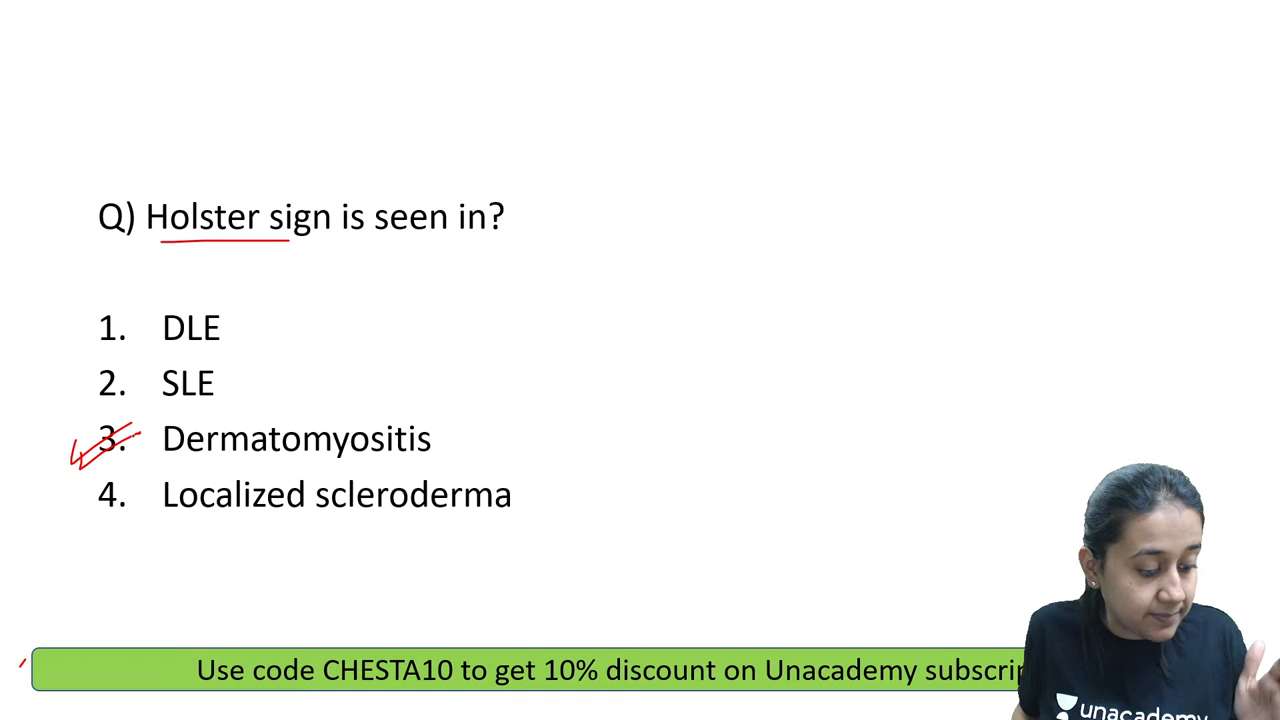 Q) Holster sign is seen in?
1. DLE
2. SLE
3. Dermatomyositis
4. Localized scleroderma
Use code CHESTA10 to get 10% discount on Unacademy
unacademy